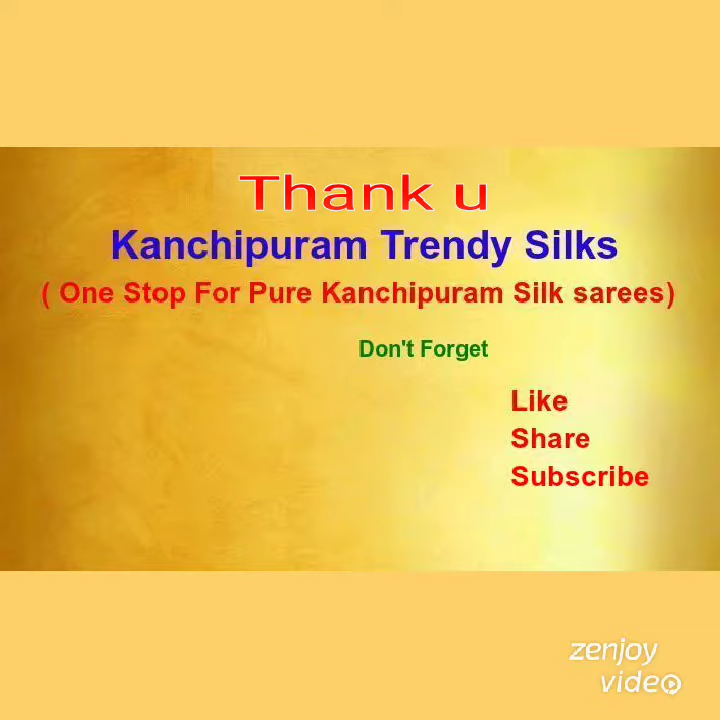 Thank u
Kanchipuram Trendy Silks
( One Stop For Pure Kanchipuram Silk sarees)
Don't Forget
Like
Share
Subscribe
zenjoy
video